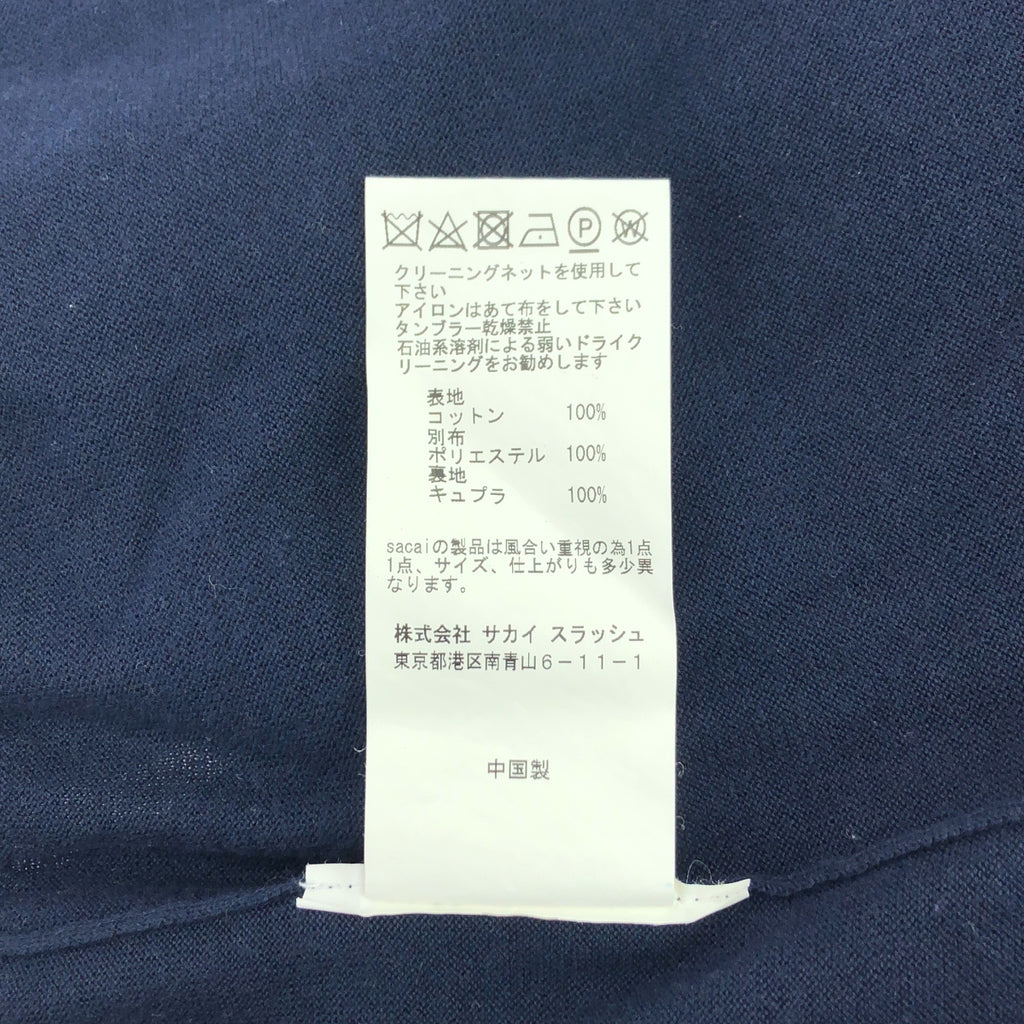 P W
クリーニングネットを使用して
下さい
アイロンはあて布をして下さい
タンブラー乾燥禁止
石油系溶剤による弱いドライク
リーニングをお勧めします
表地
コットン 100%
別布
ポリエステル 100%
裏地
キュプラ 100%
sacaiの製品は風合い重視の為1点
1点、サイズ、仕上がりも多少異
なります。
株式会社 サカイ スラッシュ
東京都港区南青山6-11-1
中国製